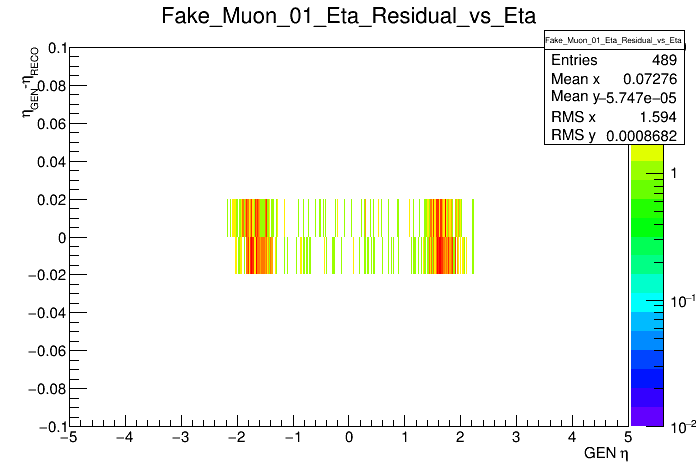 Fake_Muon_01_Eta_Residual_vs_Eta
Fake_Muon_01_Eta_Residual_vs_Eta
Entries 489
Mean x 0.07276
Mean y −5.747e−05
RMS x 1.594
RMS y 0.0008682
ηGEN-ηRECO
0.1
0.08
0.06
0.04
0.02
0
−0.02
−0.04
−0.06
−0.08
−0.1
−5 −4 −3 −2 −1 0 1 2 3 4 5
GEN η
1
10−1
10−2